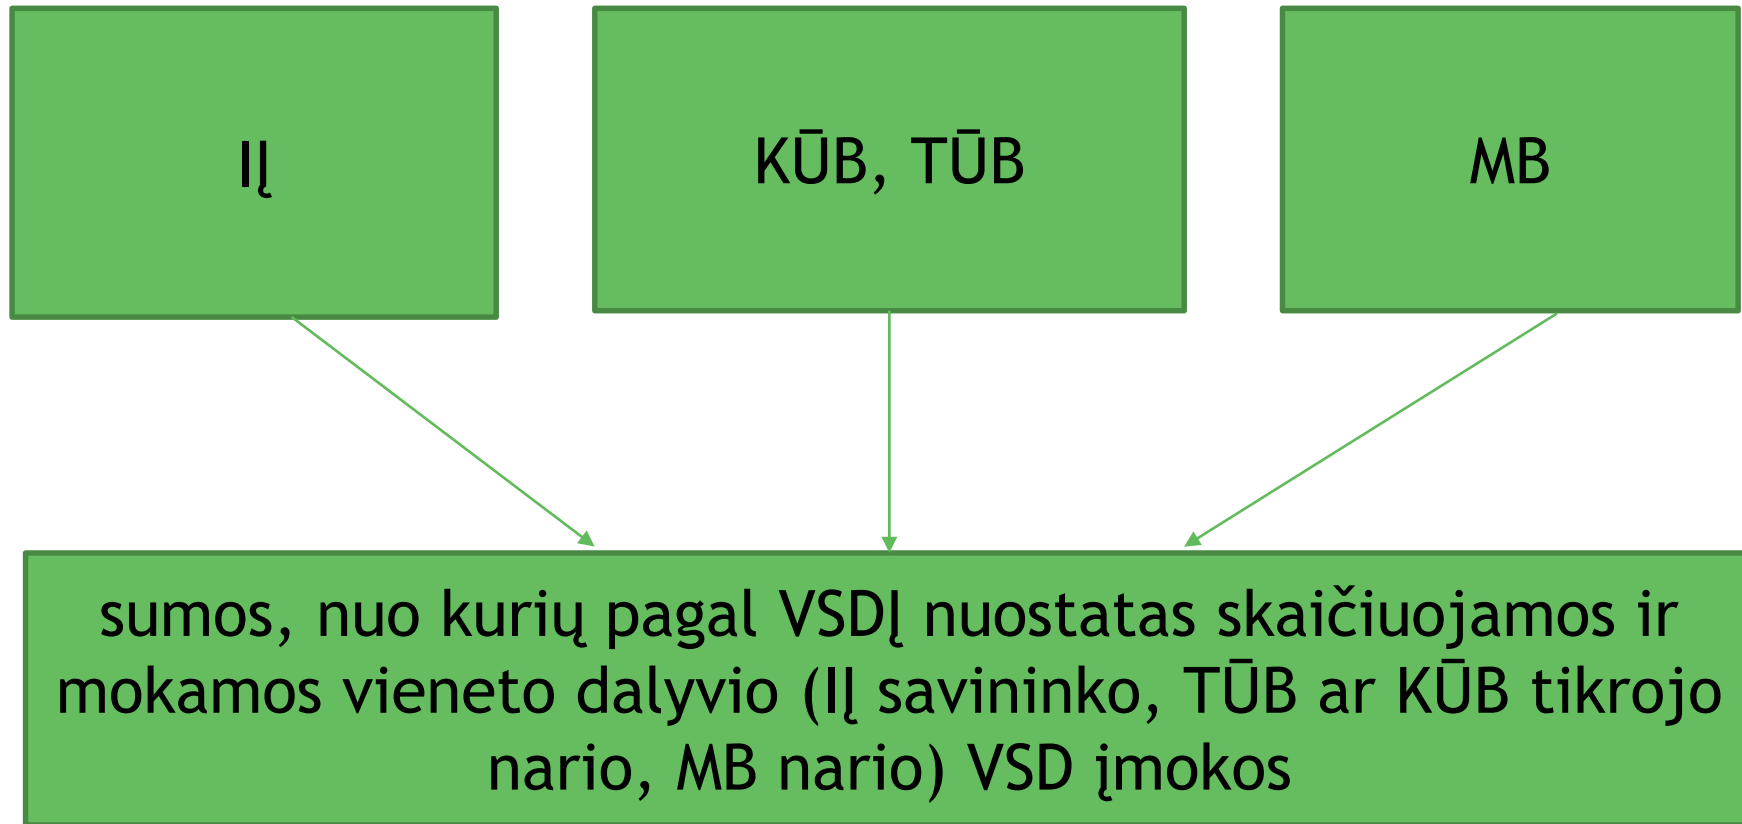 IĮ
KŪB, TŪB
MB
sumos, nuo kurių pagal VSDĮ nuostatas skaičiuojamos ir
mokamos vieneto dalyvio (IĮ savininko, TŪB ar KŪB tikrojo
nario, MB nario) VSD įmokos